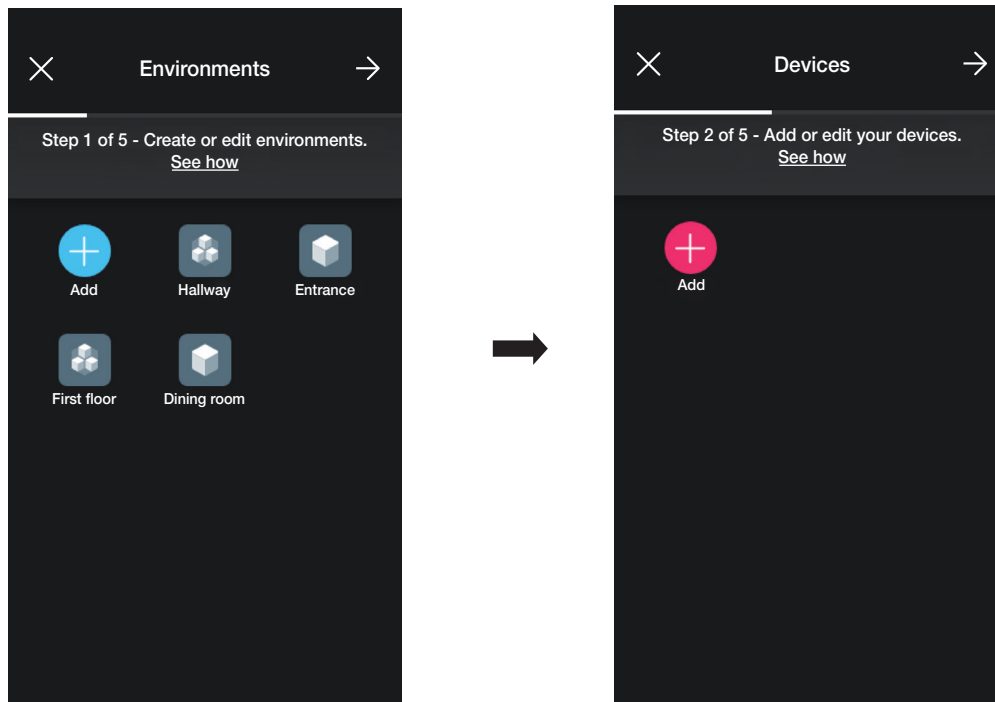 Environments
Step 1 of 5 - Create or edit environments.
See how
Add
Hallway
Entrance
First floor
Dining room
Devices
Step 2 of 5 - Add or edit your devices.
See how
Add